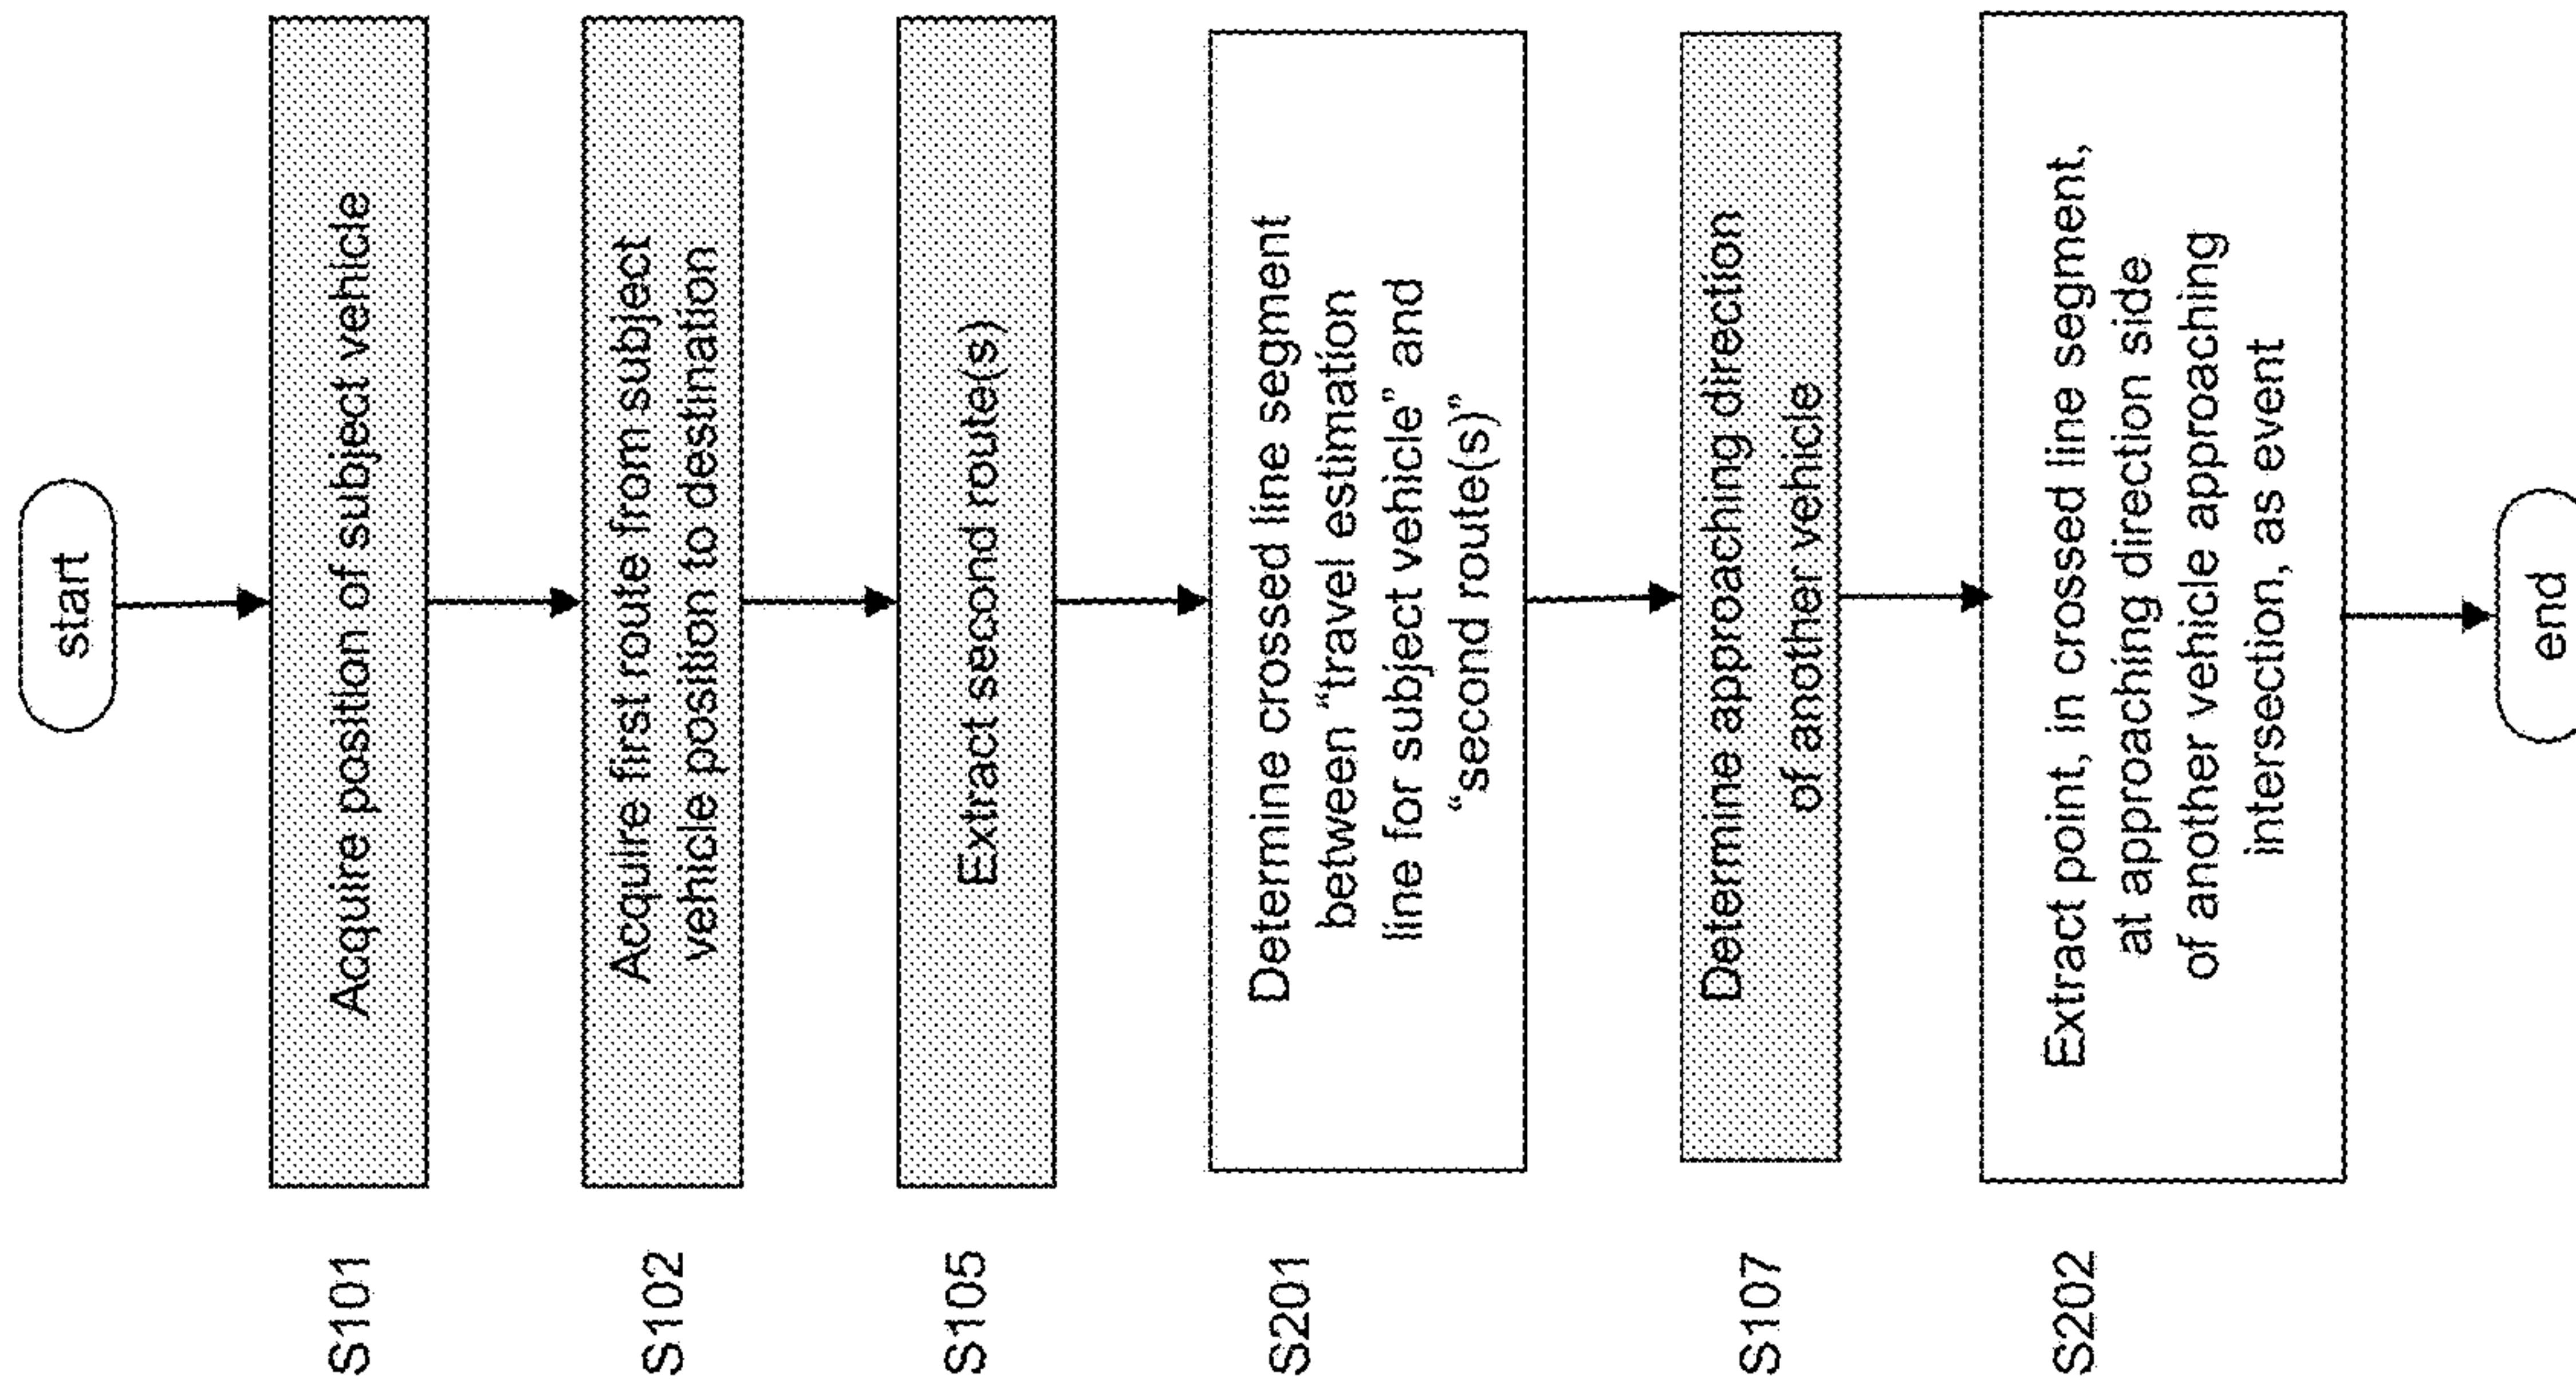 start
S101
Acquire position of subject vehicle
S102
Acquire first route from subject
vehicle position to destination
S105
Extract second route(s)
S201
Determine crossed line segment
between “travel estimation
line for subject vehicle” and
“second route(s)”
S107
Determine approaching direction
of another vehicle
S202
Extract point, in crossed line segment,
at approaching direction side
of another vehicle approaching
intersection, as event
end